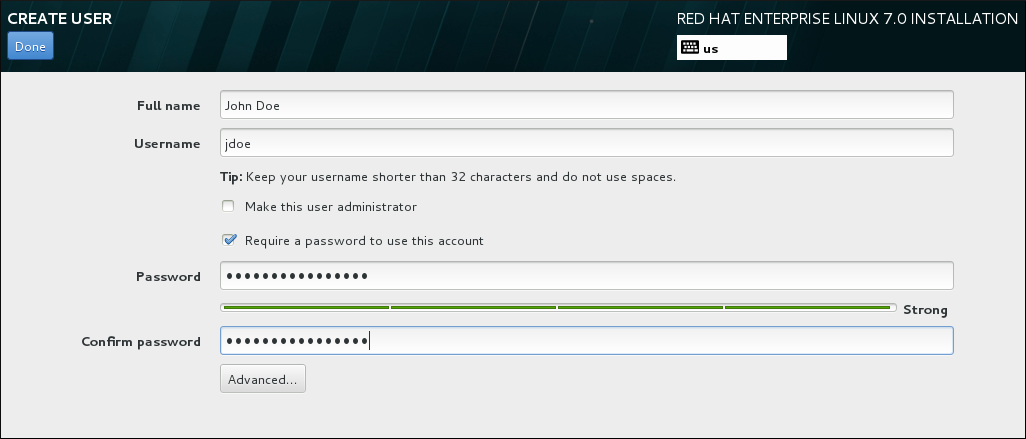 CREATE USER
RED HAT ENTERPRISE LINUX 7.0 INSTALLATION
Done
us
Full name
John Doe
Username
jdoe
Tip: Keep your username shorter than 32 characters and do not use spaces.
Make this user administrator
Require a password to use this account
Password
●●●●●●●●●●●●●●●●
Strong
Confirm password
●●●●●●●●●●●●●●●●
Advanced...